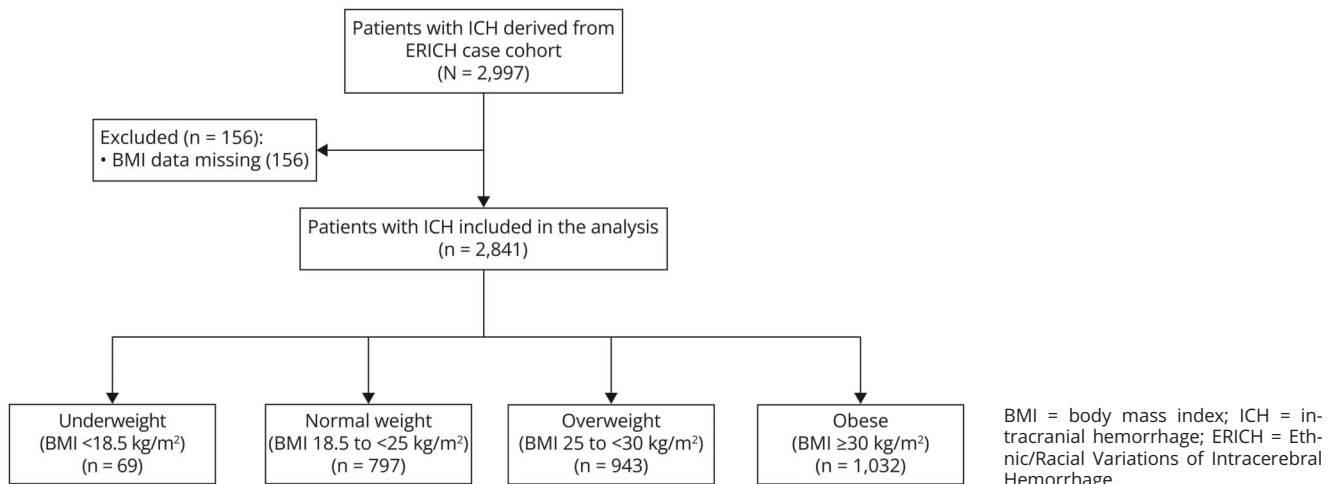 Patients with ICH derived from
ERICH case cohort
(N = 2,997)
Excluded (n = 156):
• BMI data missing (156)
Patients with ICH included in the analysis
(n = 2,841)
Underweight
(BMI <18.5 kg/m²)
(n = 69)
Normal weight
(BMI 18.5 to <25 kg/m²)
(n = 797)
Overweight
(BMI 25 to <30 kg/m²)
(n = 943)
Obese
(BMI ≥30 kg/m²)
(n = 1,032)
BMI = body mass index; ICH = in-
tracranial hemorrhage; ERICH = Eth-
nic/Racial Variations of Intracerebral
Hemorrhage